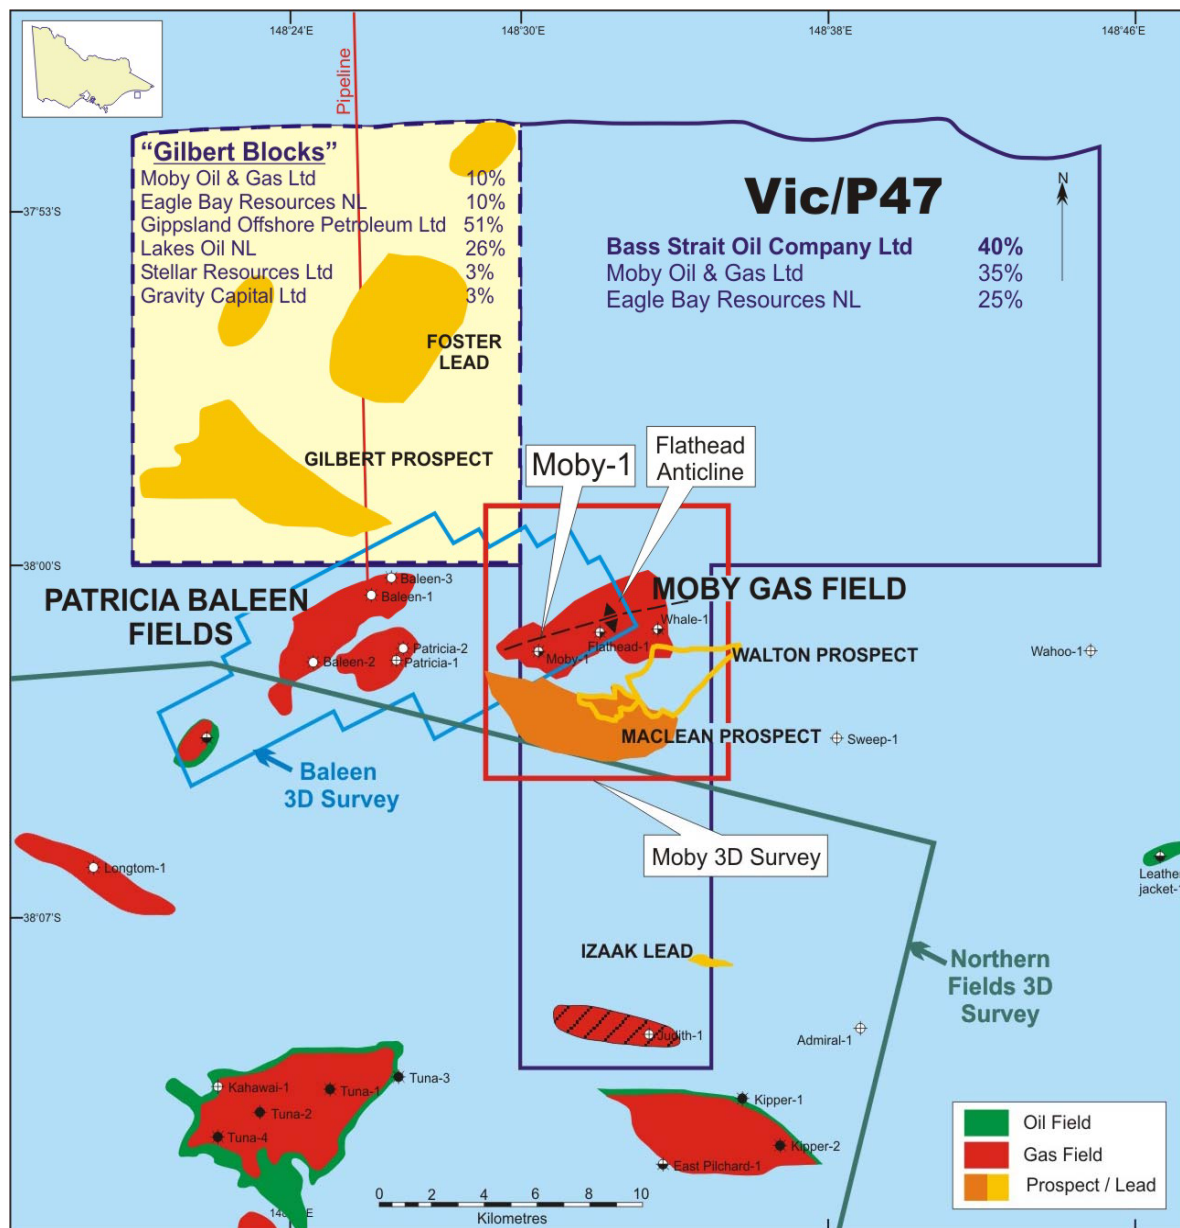 148°24'E
148°30'E
148°38'E
148°46'E
Pipeline
"Gilbert Blocks"
Moby Oil & Gas Ltd 10%
Eagle Bay Resources NL 10%
Gippsland Offshore Petroleum Ltd 51%
Lakes Oil NL 26%
Stellar Resources Ltd 3%
Gravity Capital Ltd 3%
Vic/P47
N
Bass Strait Oil Company Ltd 40%
Moby Oil & Gas Ltd 35%
Eagle Bay Resources NL 25%
37°53'S
FOSTER
LEAD
GILBERT PROSPECT
Moby-1
Flathead
Anticline
38°00'S
PATRICIA BALEEN
FIELDS
Baleen-3
Baleen-1
Baleen-2
Patricia-2
Patricia-1
MOBY GAS FIELD
Whale-1
Flathead-1
Moby-1
WALTON PROSPECT
Wahoo-1
MACLEAN PROSPECT
Sweep-1
Baleen
3D Survey
Moby 3D Survey
Longtom-1
Leather
jacket-1
38°07'S
IZAAK LEAD
Northern
Fields 3D
Survey
Judith-1
Admiral-1
Kahawai-1
Tuna-1
Tuna-3
Tuna-2
Tuna-4
Kipper-1
Kipper-2
East Pilchard-1
Oil Field
Gas Field
Prospect / Lead
0 2 4 6 8 10
Kilometres
148°38'E